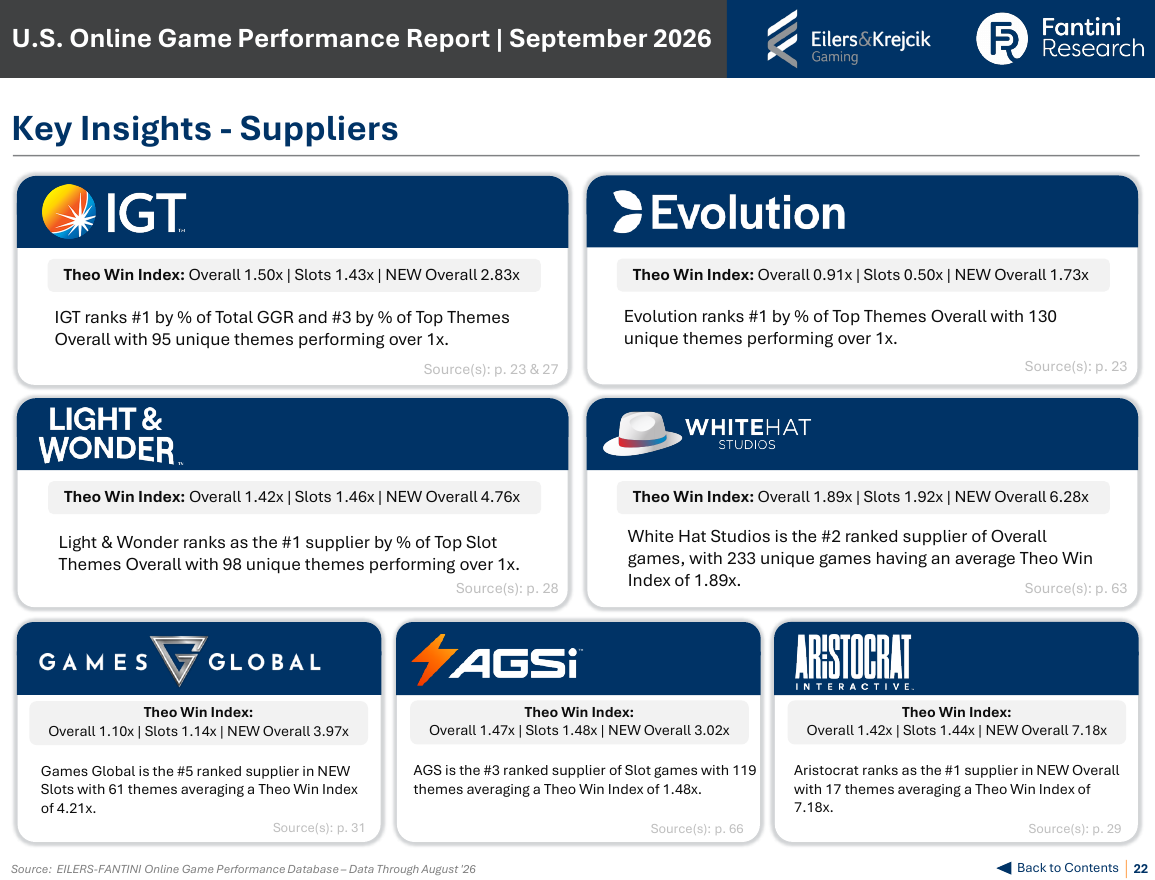 U.S. Online Game Performance Report | September 2026
Eilers&Krejcik
Gaming
Fantini
Research
Key Insights - Suppliers
IGT™
Evolution
Theo Win Index: Overall 1.50x | Slots 1.43x | NEW Overall 2.83x
IGT ranks #1 by % of Total GGR and #3 by % of Top Themes
Overall with 95 unique themes performing over 1x.
Source(s): p. 23 & 27
Theo Win Index: Overall 0.91x | Slots 0.50x | NEW Overall 1.73x
Evolution ranks #1 by % of Top Themes Overall with 130
unique themes performing over 1x.
Source(s): p. 23
LIGHT &
WONDER™
WHITEHAT
STUDIOS
Theo Win Index: Overall 1.42x | Slots 1.46x | NEW Overall 4.76x
Light & Wonder ranks as the #1 supplier by % of Top Slot
Themes Overall with 98 unique themes performing over 1x.
Source(s): p. 28
Theo Win Index: Overall 1.89x | Slots 1.92x | NEW Overall 6.28x
White Hat Studios is the #2 ranked supplier of Overall
games, with 233 unique games having an average Theo Win
Index of 1.89x.
Source(s): p. 63
GAMES GLOBAL
AGSi™
ARISTOCRAT
INTERACTIVE™
Theo Win Index:
Overall 1.10x | Slots 1.14x | NEW Overall 3.97x
Games Global is the #5 ranked supplier in NEW
Slots with 61 themes averaging a Theo Win Index
of 4.21x.
Source(s): p. 31
Theo Win Index:
Overall 1.47x | Slots 1.48x | NEW Overall 3.02x
AGS is the #3 ranked supplier of Slot games with 119
themes averaging a Theo Win Index of 1.48x.
Source(s): p. 66
Theo Win Index:
Overall 1.42x | Slots 1.44x | NEW Overall 7.18x
Aristocrat ranks as the #1 supplier in NEW Overall
with 17 themes averaging a Theo Win Index of
7.18x.
Source(s): p. 29
Source: EILERS-FANTINI Online Game Performance Database – Data Through August '26
Back to Contents | 22